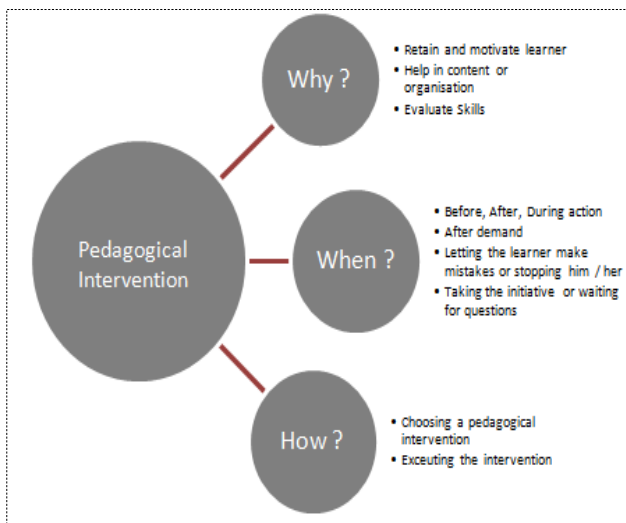 Pedagogical
Intervention
Why ?
• Retain and motivate learner
• Help in content or
organisation
• Evaluate Skills
When ?
• Before, After, During action
• After demand
• Letting the learner make
mistakes or stopping him / her
• Taking the initiative or waiting
for questions
How ?
• Choosing a pedagogical
intervention
• Exceuting the intervention